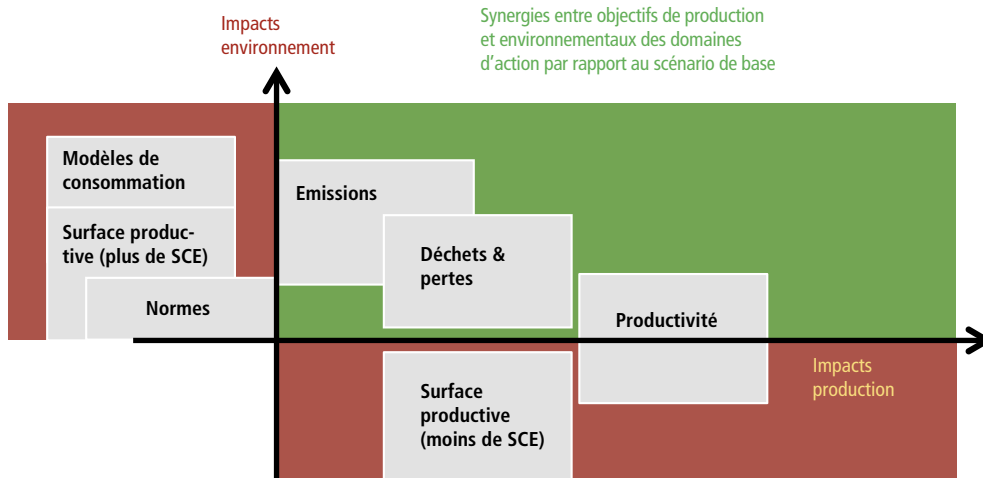 Impacts
environnement
Synergies entre objectifs de production
et environnementaux des domaines
d'action par rapport au scénario de base
Modèles de
consommation
Surface produc-
tive (plus de SCE)
Normes
Emissions
Déchets &
pertes
Productivité
Surface
productive
(moins de SCE)
Impacts
production